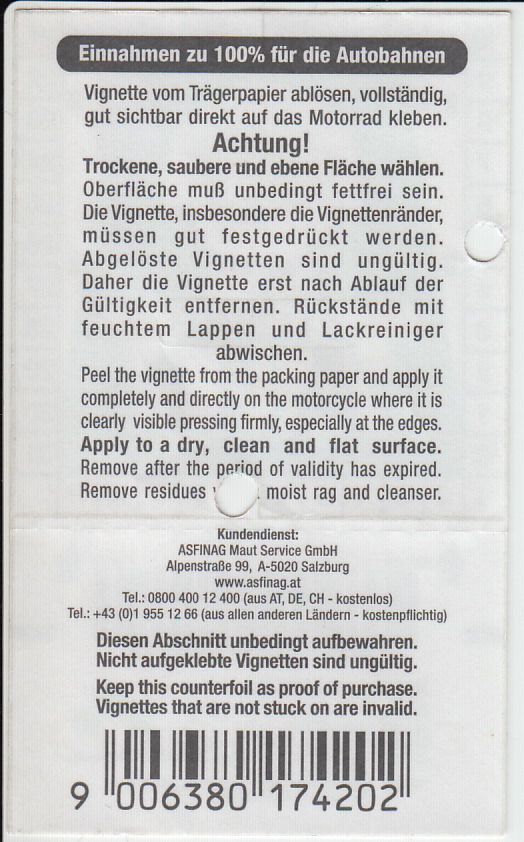 Einnahmen zu 100% für die Autobahnen
Vignette vom Trägerpapier ablösen, vollständig,
gut sichtbar direkt auf das Motorrad kleben.
Achtung!
Trockene, saubere und ebene Fläche wählen.
Oberfläche muß unbedingt fettfrei sein.
Die Vignette, insbesondere die Vignettenränder,
müssen gut festgedrückt werden.
Abgelöste Vignetten sind ungültig.
Daher die Vignette erst nach Ablauf der
Gültigkeit entfernen. Rückstände mit
feuchtem Lappen und Lackreiniger
abwischen.
Peel the vignette from the packing paper and apply it
completely and directly on the motorcycle where it is
clearly visible pressing firmly, especially at the edges.
Apply to a dry, clean and flat surface.
Remove after the period of validity has expired.
Remove residues moist rag and cleanser.
Kundendienst:
ASFINAG Maut Service GmbH
Alpenstraße 99, A-5020 Salzburg
www.asfinag.at
Tel.: 0800 400 12 400 (aus AT, DE, CH - kostenlos)
Tel.: +43 (0)1 955 12 66 (aus allen anderen Ländern - kostenpflichtig)
Diesen Abschnitt unbedingt aufbewahren.
Nicht aufgeklebte Vignetten sind ungültig.
Keep this counterfoil as proof of purchase.
Vignettes that are not stuck on are invalid.
9 006380 174202